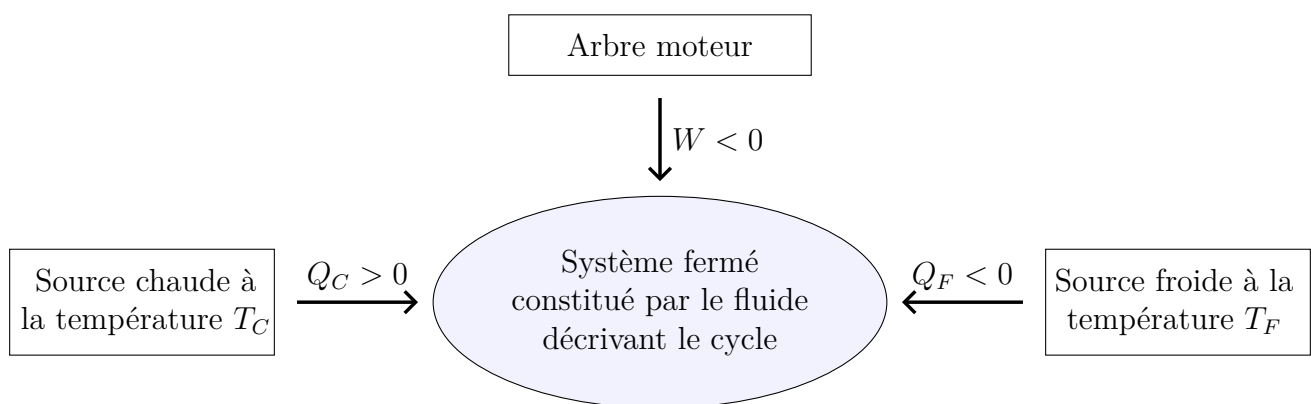 Arbre moteur
W < 0
Source chaude à
la température T_C
Q_C > 0
Système fermé
constitué par le fluide
décrivant le cycle
Q_F < 0
Source froide à la
température T_F